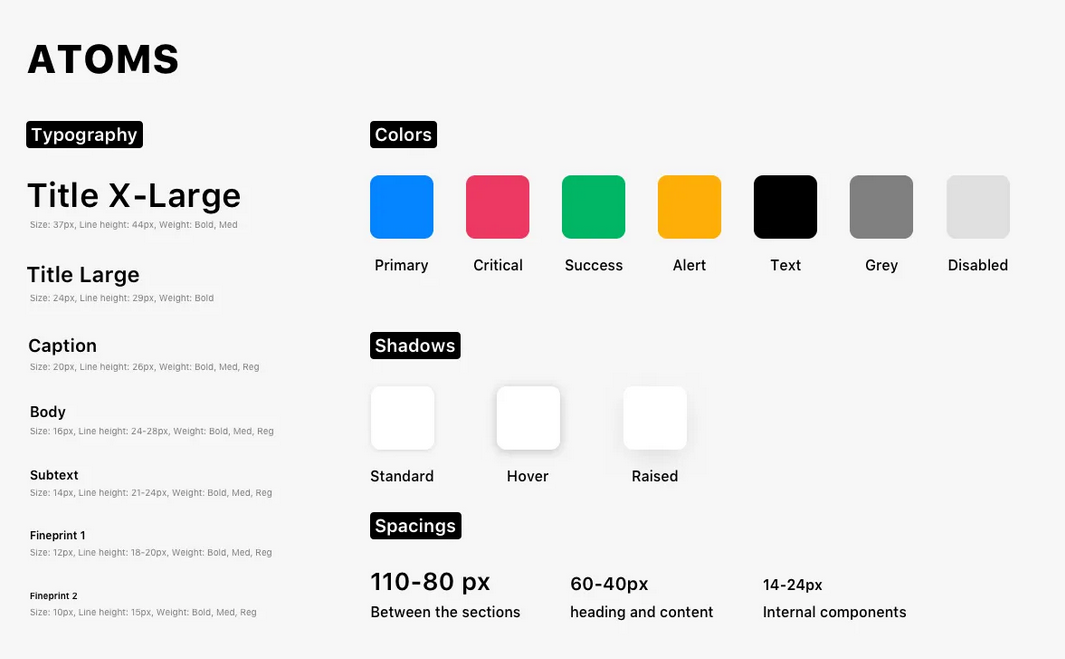 ATOMS
Typography
Title X-Large
Size: 37px, Line height: 44px, Weight: Bold, Med
Title Large
Size: 24px, Line height: 29px, Weight: Bold
Caption
Size: 20px, Line height: 26px, Weight: Bold, Med, Reg
Body
Size: 16px, Line height: 24-28px, Weight: Bold, Med, Reg
Subtext
Size: 14px, Line height: 21-24px, Weight: Bold, Med, Reg
Fineprint 1
Size: 12px, Line height: 18-20px, Weight: Bold, Med, Reg
Fineprint 2
Size: 10px, Line height: 15px, Weight: Bold, Med, Reg
Colors
Primary Critical Success Alert Text Grey Disabled
Shadows
Standard Hover Raised
Spacings
110-80 px 60-40px 14-24px
Between the sections heading and content Internal components